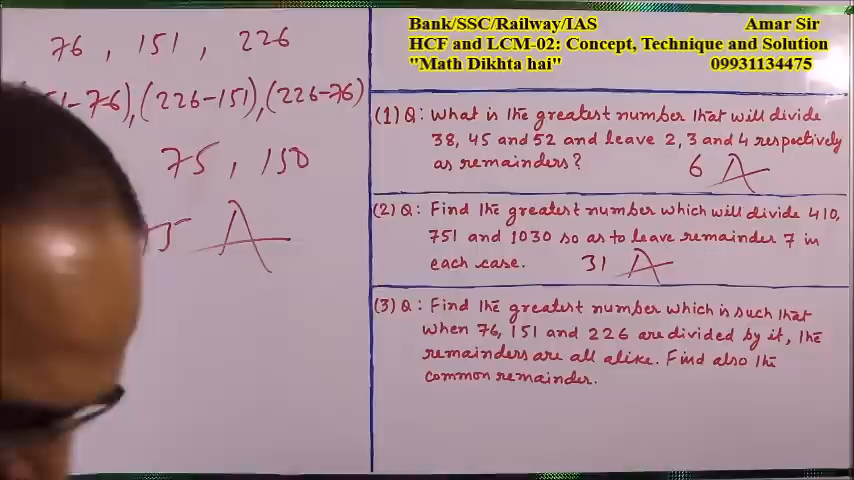 76, 151, 226
1-76), (226-151), (226-76)
75, 150
Bank/SSC/Railway/IAS Amar Sir
HCF and LCM-02: Concept, Technique and Solution
"Math Dikhta hai" 09931134475
(1) Q: What is the greatest number that will divide
38, 45 and 52 and leave 2, 3 and 4 respectively
as remainders? 6 A
(2) Q: Find the greatest number which will divide 410,
751 and 1030 so as to leave remainder 7 in
each case. 31 A
(3) Q: Find the greatest number which is such that
when 76, 151 and 226 are divided by it, the
remainders are all alike. Find also the
common remainder.